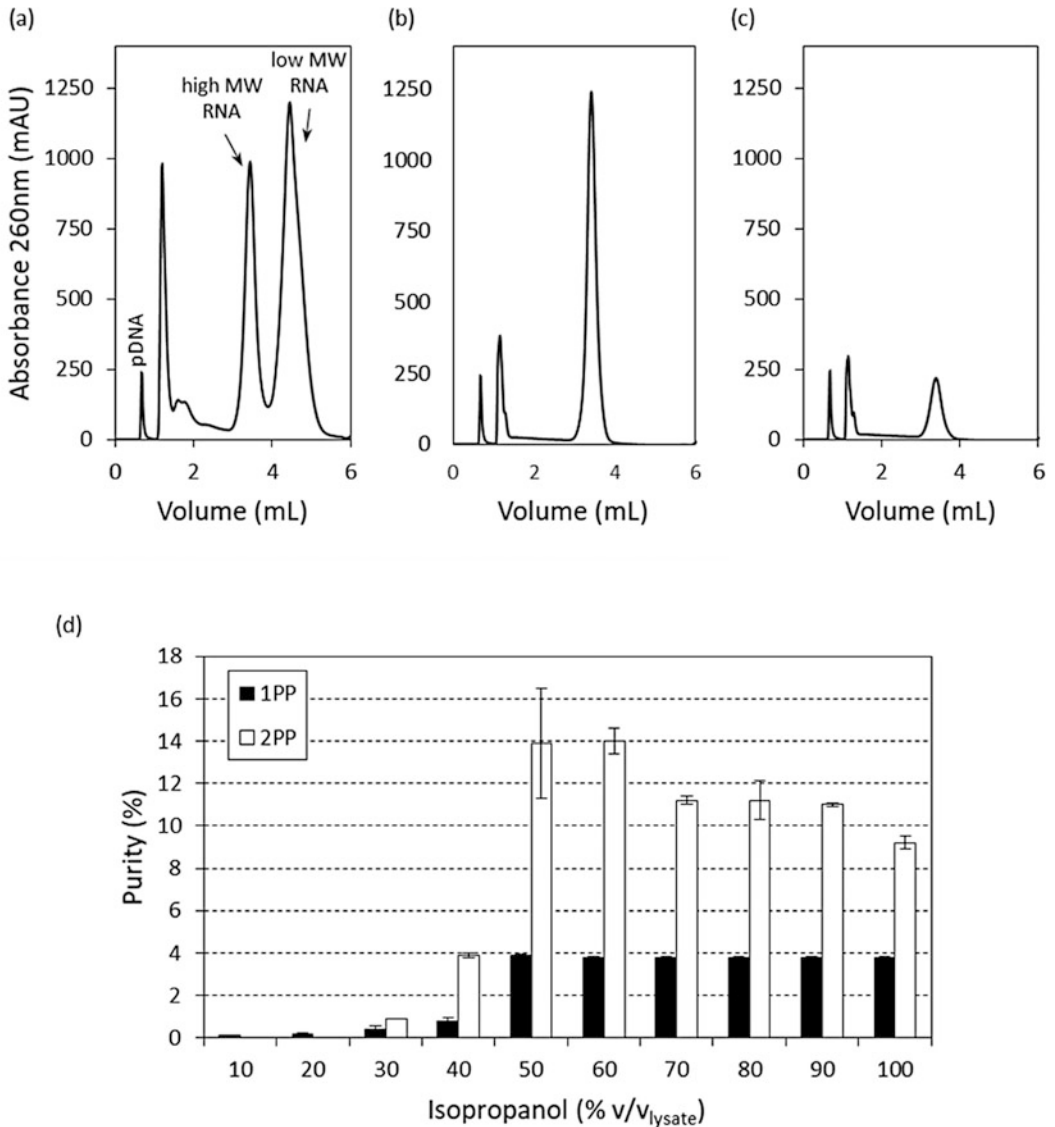 (a)
(b)
(c)
Absorbance 260nm (mAU)
1250
1000
750
500
250
0
pDNA
high MW
RNA
low MW
RNA
0 2 4 6
Volume (mL)
1250
1000
750
500
250
0
0 2 4 6
Volume (mL)
1250
1000
750
500
250
0
0 2 4 6
Volume (mL)
(d)
Purity (%)
18
16
14
12
10
8
6
4
2
0
1PP
2PP
10 20 30 40 50 60 70 80 90 100
Isopropanol (% v/vlysate)